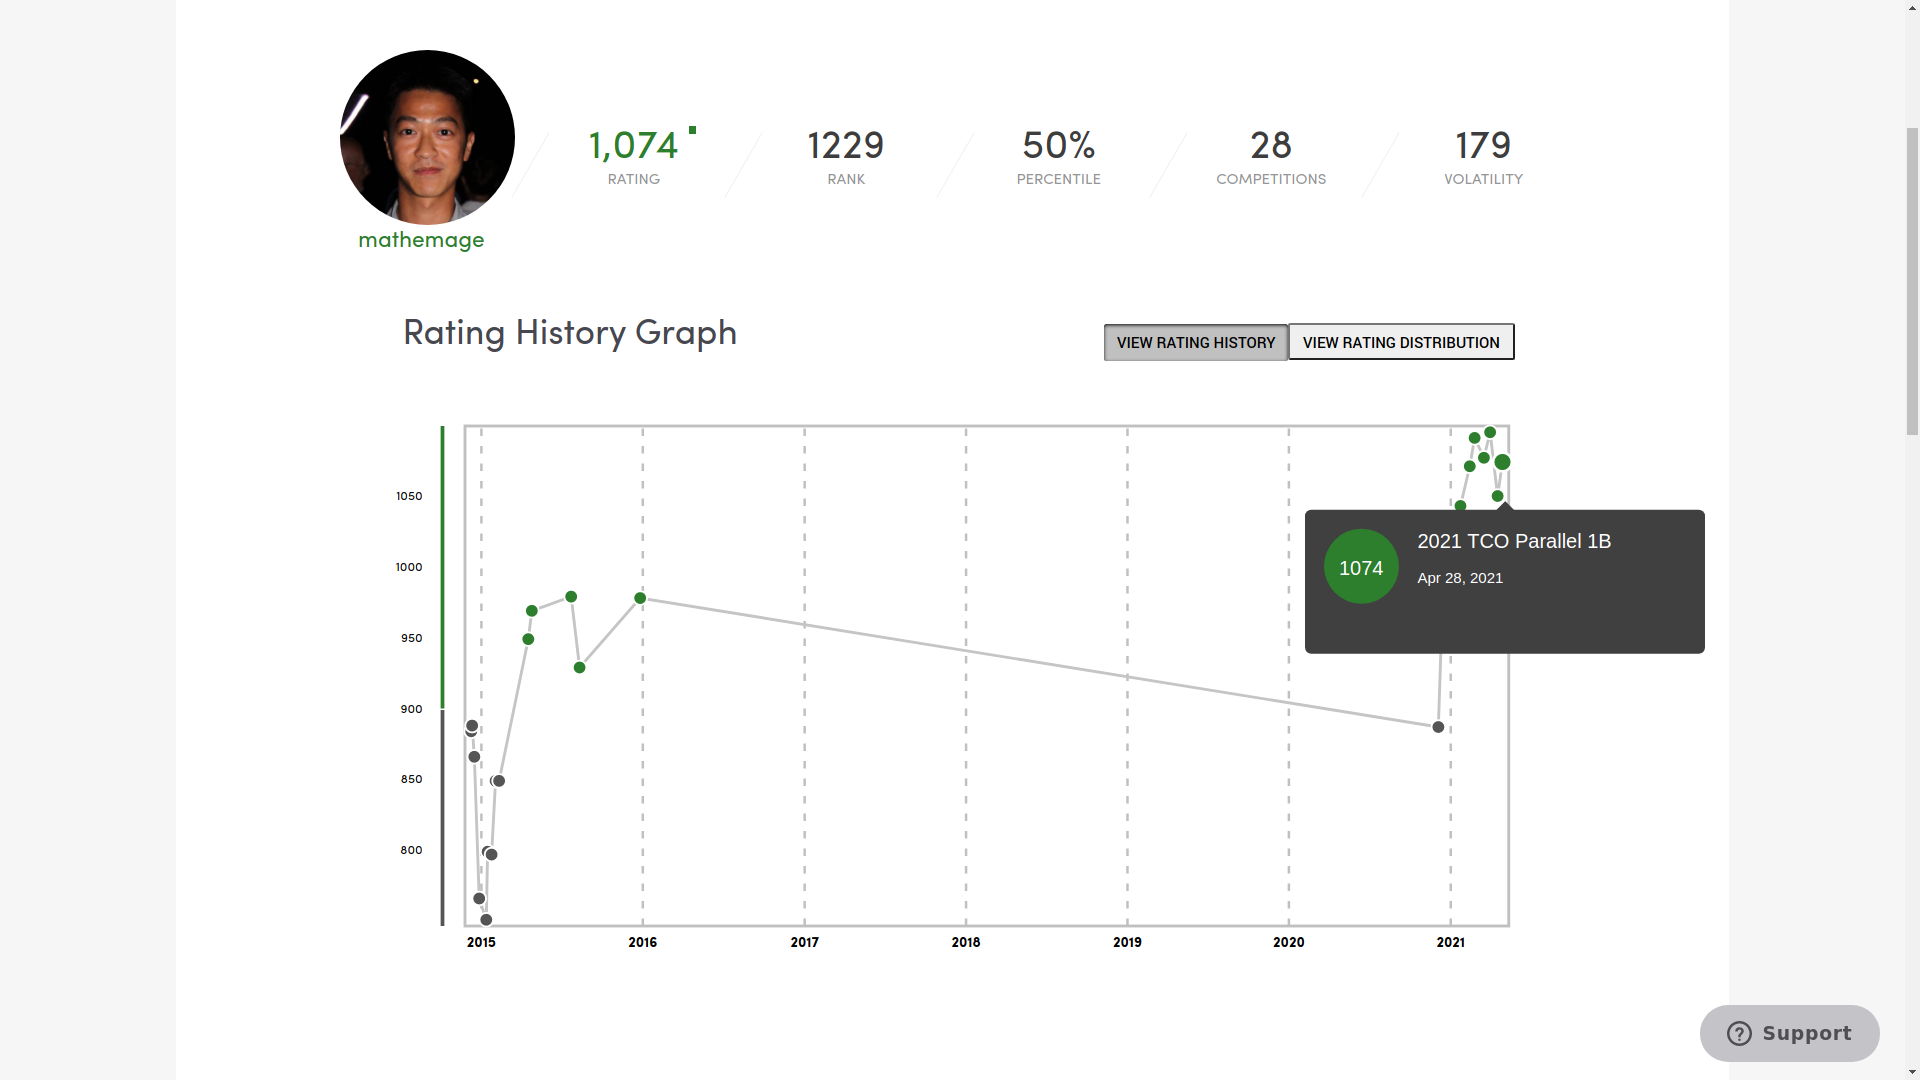 1,074
RATING
1229
RANK
50%
PERCENTILE
28
COMPETITIONS
179
VOLATILITY
mathemage
Rating History Graph
VIEW RATING HISTORY
VIEW RATING DISTRIBUTION
1050
1000
950
900
850
800
1074
2021 TCO Parallel 1B
Apr 28, 2021
2015
2016
2017
2018
2019
2020
2021
Support